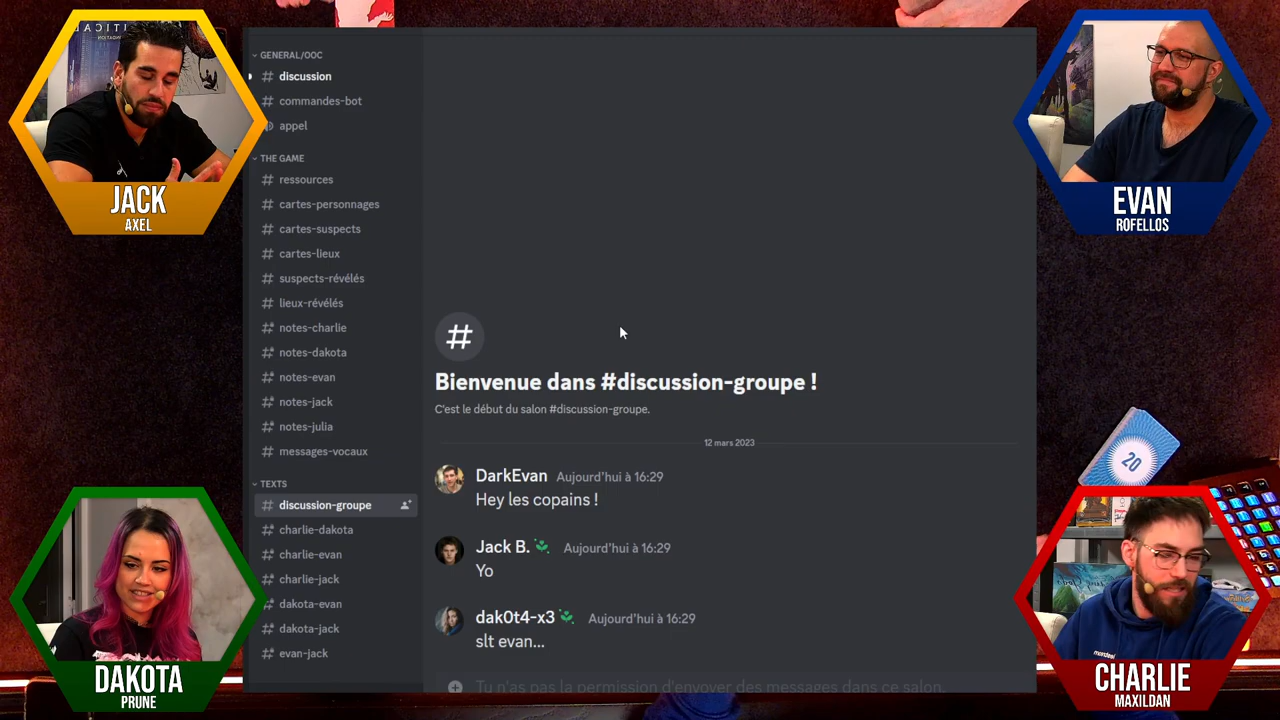 JACK
AXEL
EVAN
ROFELLOS
DAKOTA
PRUNE
CHARLIE
MAXILDAN
GENERAL/OOC
discussion
commandes-bot
appel
THE GAME
ressources
cartes-personnages
cartes-suspects
cartes-lieux
suspects-révélés
lieux-révélés
notes-charlie
notes-dakota
notes-evan
notes-jack
notes-julia
messages-vocaux
TEXTS
discussion-groupe
charlie-dakota
charlie-evan
charlie-jack
dakota-evan
dakota-jack
evan-jack
Bienvenue dans #discussion-groupe !
C'est le début du salon #discussion-groupe.
12 mars 2023
DarkEvan Aujourd'hui à 16:29
Hey les copains !
Jack B. Aujourd'hui à 16:29
Yo
dak0t4-x3 Aujourd'hui à 16:29
slt evan...
Tu n'as pas la permission d'envoyer des messages dans ce salon.
20